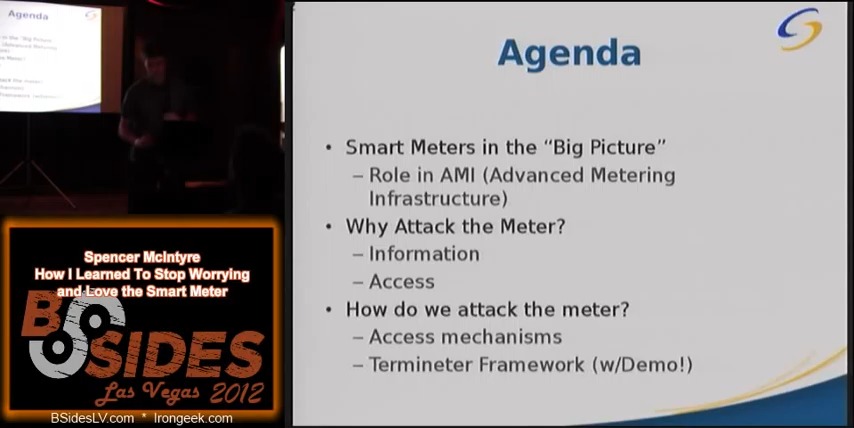 Agenda
Agenda
• Smart Meters in the “Big Picture”
– Role in AMI (Advanced Metering
Infrastructure)
• Why Attack the Meter?
– Information
– Access
• How do we attack the meter?
– Access mechanisms
– Termineter Framework (w/Demo!)
Spencer McIntyre
How I Learned To Stop Worrying
and Love the Smart Meter
BSIDES
Las Vegas 2012
BSidesLV.com * Irongeek.com